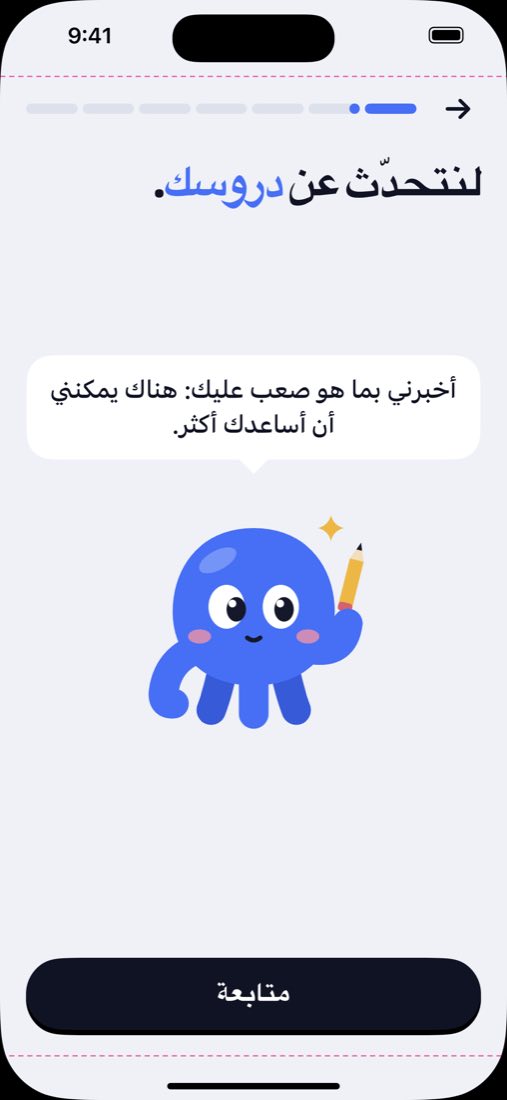 9:41
لنتحدّث عن دروسك.
أخبرني بما هو صعب عليك: هناك يمكنني
أن أساعدك أكثر.
متابعة